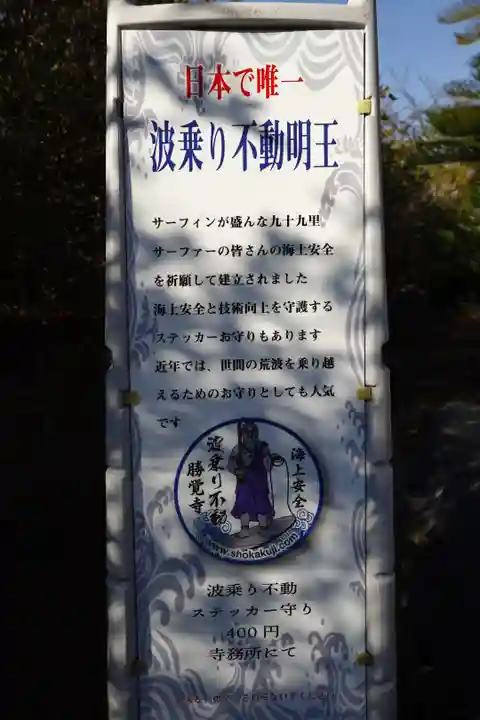 日本で唯一
波乗り不動明王
サーフィンが盛んな九十九里
サーファーの皆さんの海上安全
を祈願して建立されました
海上安全と技術向上を守護する
ステッカーお守りもあります
近年では、世間の荒波を乗り越
えるためのお守りとしても人気
です
波乗り不動
勝覚寺
海上安全
www.shokakuji.com
波乗り不動
ステッカー守り
400円
寺務所にて